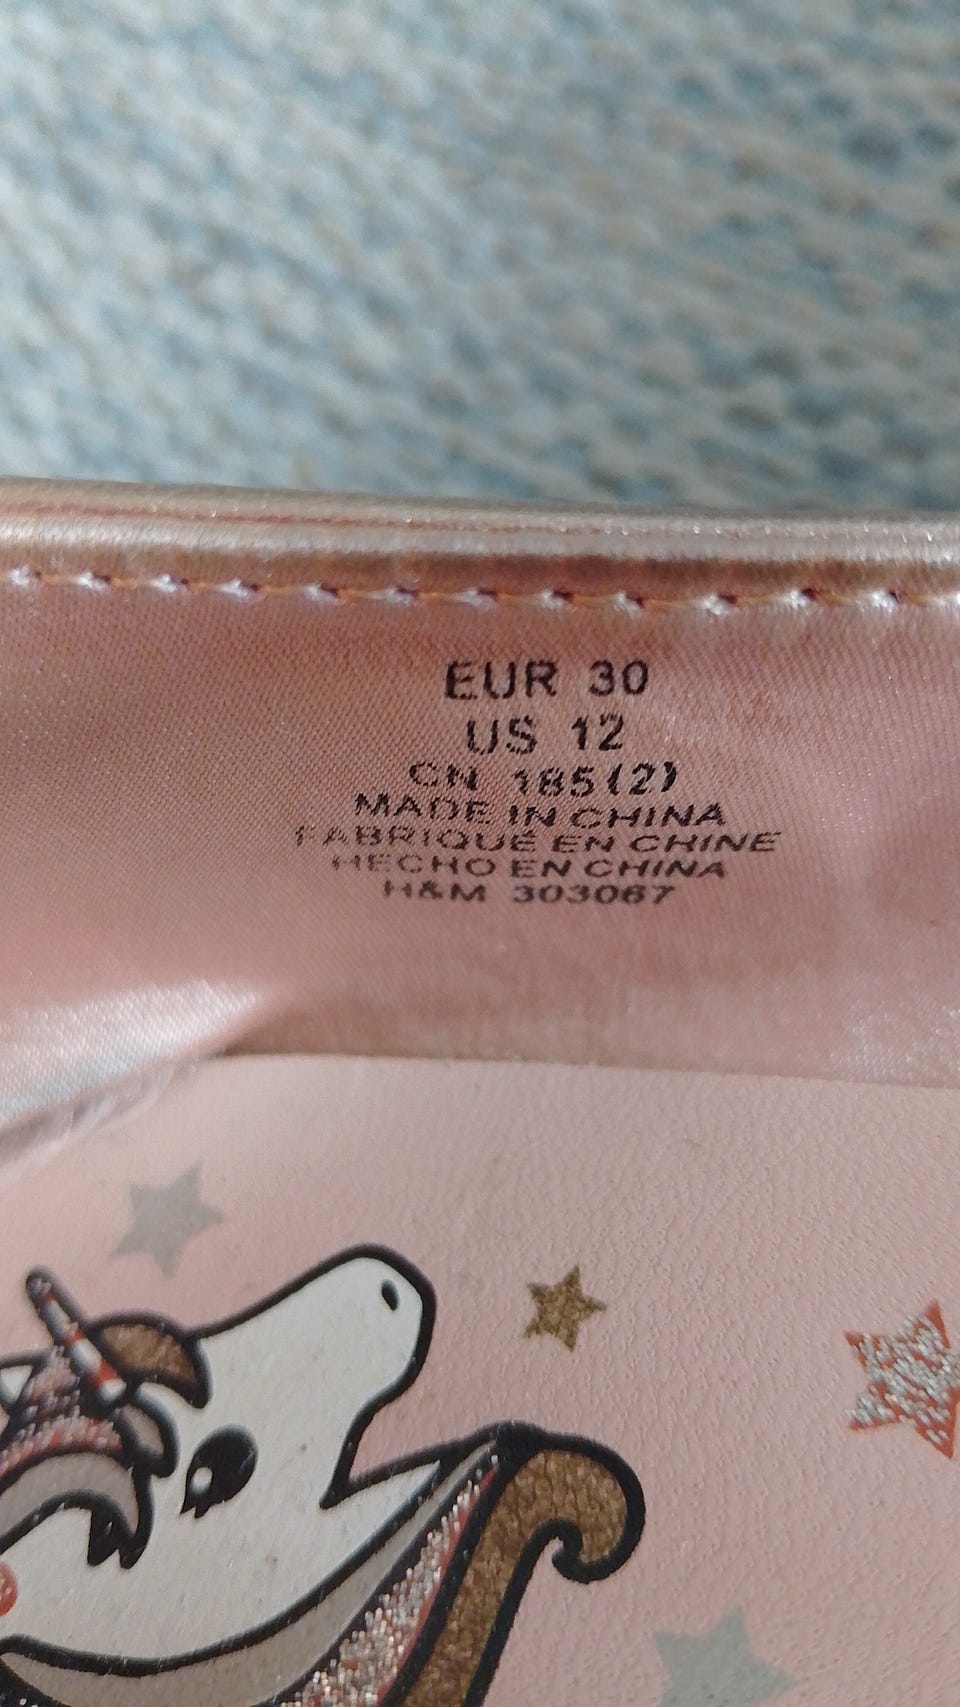 EUR 30
US 12
CN 185(2)
MADE IN CHINA
FABRIQUÉ EN CHINE
HECHO EN CHINA
H&M 303067